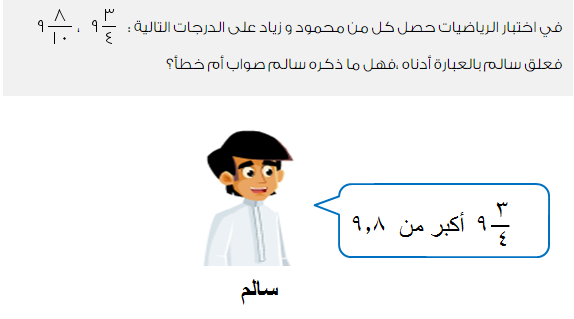 في اختبار الرياضيات حصل كل من محمود و زياد على الدرجات التالية : ٩ ٣/٤ ، ٩ ٨/١٠
فعلق سالم بالعبارة أدناه ،فهل ما ذكره سالم صواب أم خطأ؟
٩ ٣/٤ أكبر من ٩,٨
سالم